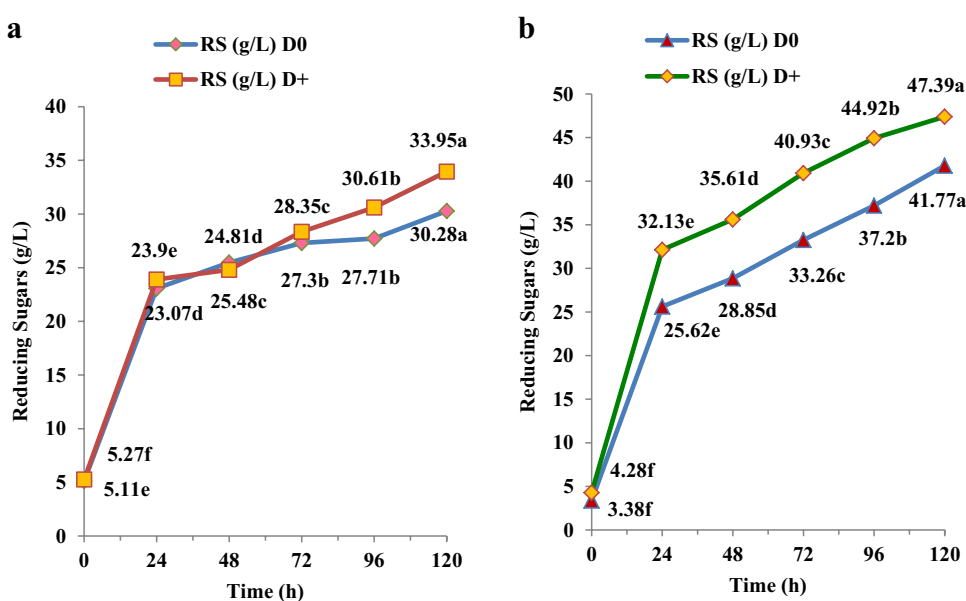 a
RS (g/L) D0
RS (g/L) D+
Reducing Sugars (g/L)
40
35
30
25
20
15
10
5
0
33.95a
30.61b
28.35c
24.81d
23.9e
30.28a
27.71b
27.3b
25.48c
23.07d
5.27f
5.11e
0 24 48 72 96 120
Time (h)
b
RS (g/L) D0
RS (g/L) D+
Reducing Sugars (g/L)
50
45
40
35
30
25
20
15
10
5
0
47.39a
44.92b
40.93c
35.61d
32.13e
41.77a
37.2b
33.26c
28.85d
25.62e
4.28f
3.38f
0 24 48 72 96 120
Time (h)